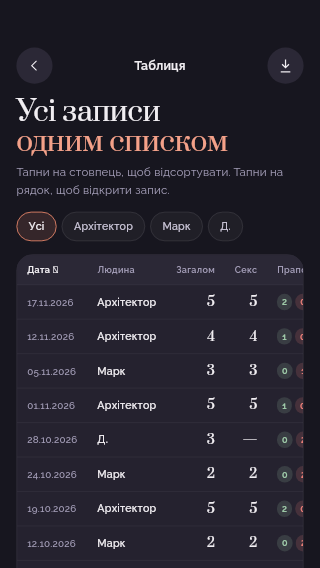 Таблиця
Усі записи
одним списком
Тапни на стовпець, щоб відсортувати. Тапни на
рядок, щоб відкрити запис.
Усі Архітектор Марк Д.
Дата Людина Загалом Секс
17.11.2026 Архітектор 5 5 2
12.11.2026 Архітектор 4 4 1
05.11.2026 Марк 3 3 0
01.11.2026 Архітектор 5 5 1
28.10.2026 Д. 3 — 0
24.10.2026 Марк 2 2 0
19.10.2026 Архітектор 5 5 2
12.10.2026 Марк 2 2 0